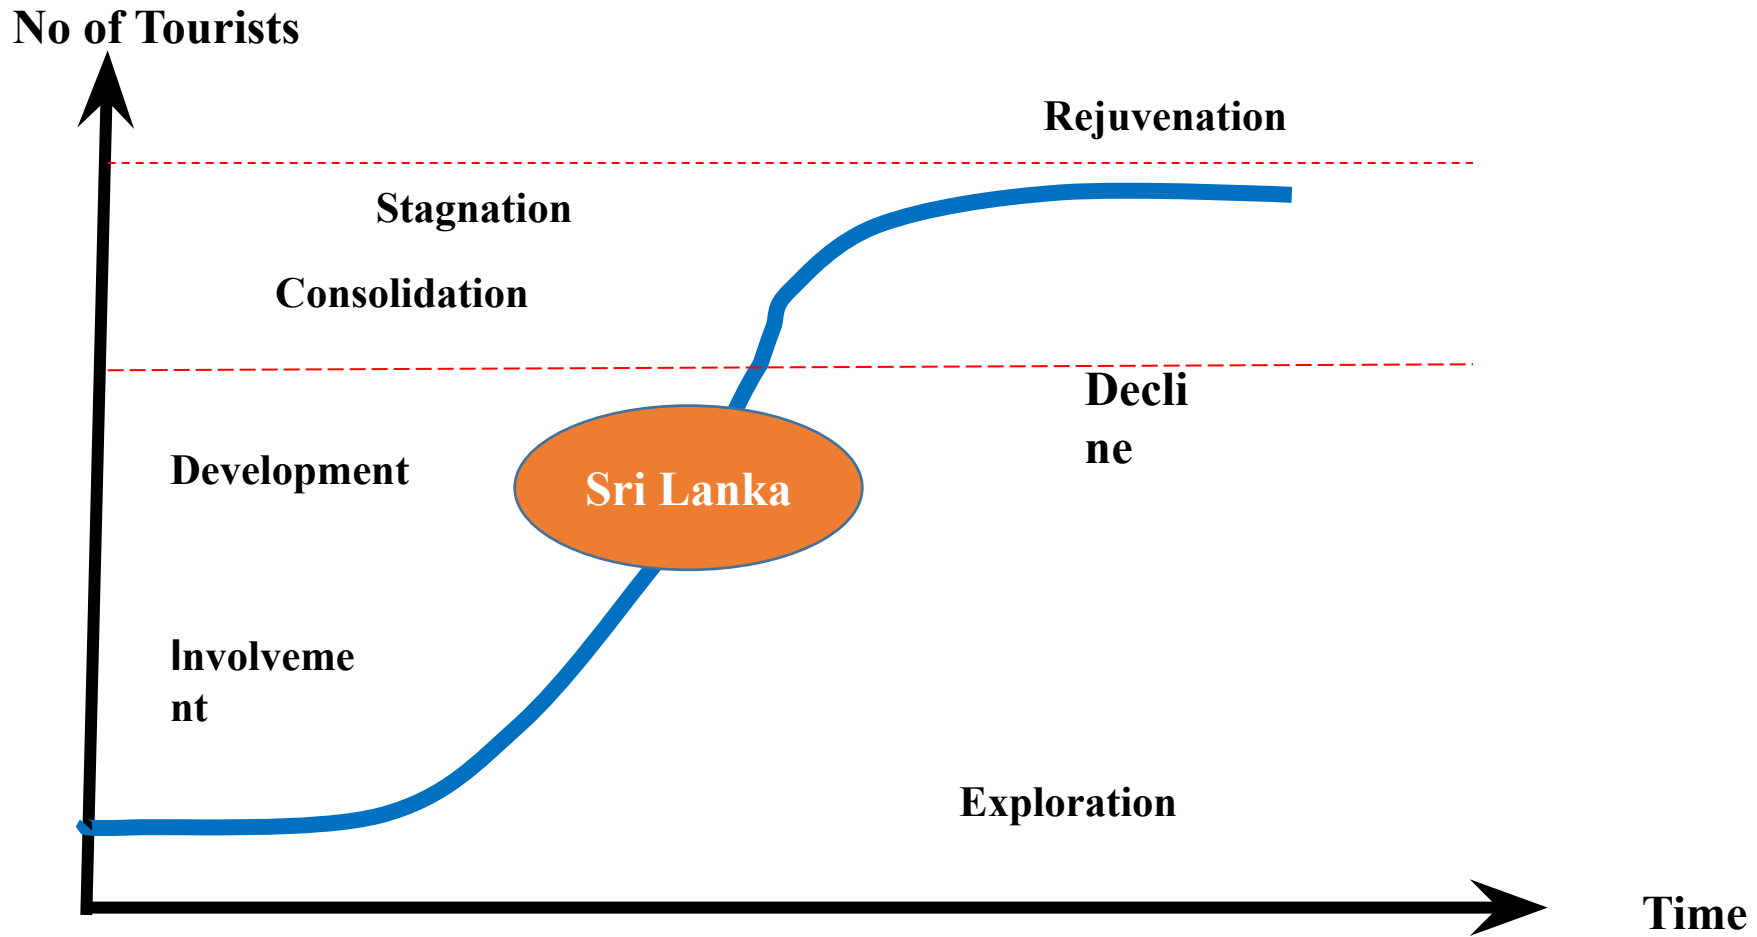 No of Tourists
Rejuvenation
Stagnation
Consolidation
Decli
ne
Development
Sri Lanka
Involveme
nt
Exploration
Time